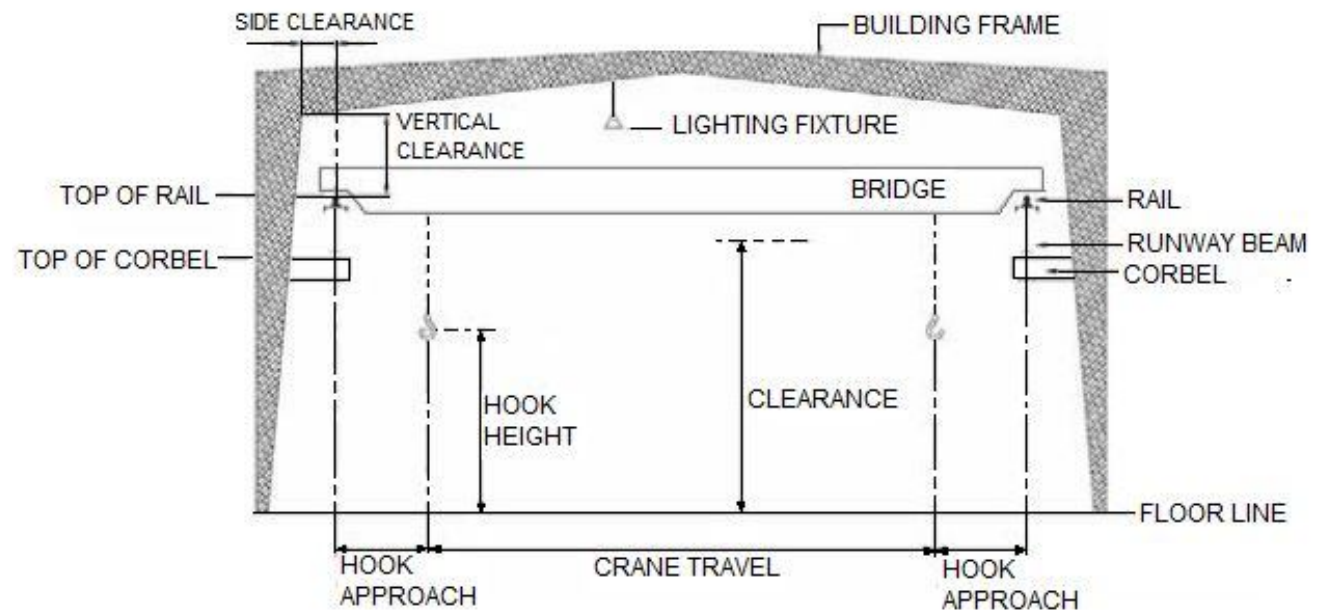 SIDE CLEARANCE
BUILDING FRAME
VERTICAL
CLEARANCE
LIGHTING FIXTURE
TOP OF RAIL
BRIDGE
RAIL
TOP OF CORBEL
RUNWAY BEAM
CORBEL
HOOK
HEIGHT
CLEARANCE
FLOOR LINE
HOOK
APPROACH
CRANE TRAVEL
HOOK
APPROACH